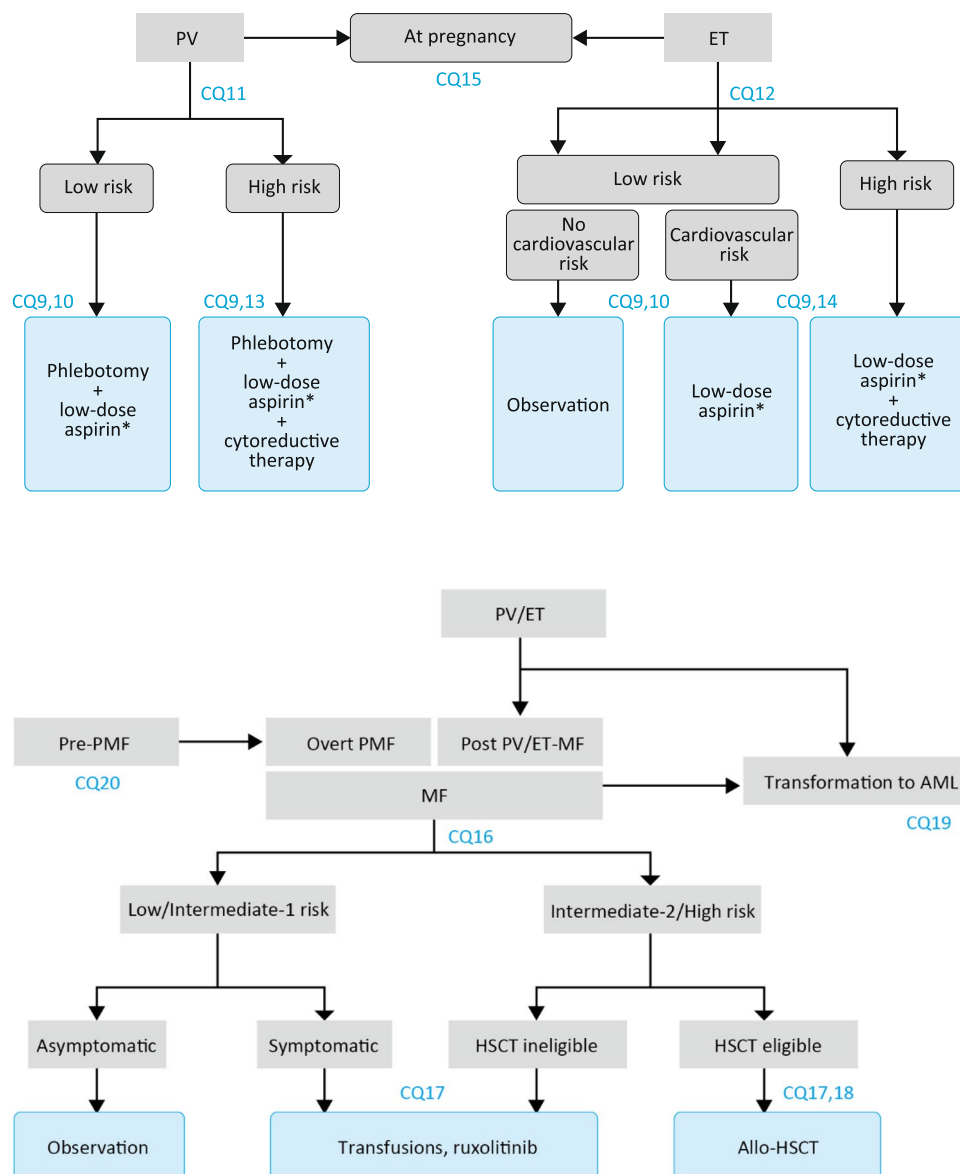 PV
At pregnancy
ET
CQ15
CQ11
CQ12
Low risk
High risk
Low risk
High risk
No
cardiovascular
risk
Cardiovascular
risk
CQ9,10
CQ9,13
CQ9,10
CQ9,14
Phlebotomy
+
low-dose
aspirin*
Phlebotomy
+
low-dose
aspirin*
+
cytoreductive
therapy
Observation
Low-dose
aspirin*
Low-dose
aspirin*
+
cytoreductive
therapy
PV/ET
Pre-PMF
Overt PMF
Post PV/ET-MF
CQ20
MF
Transformation to AML
CQ19
CQ16
Low/Intermediate-1 risk
Intermediate-2/High risk
Asymptomatic
Symptomatic
HSCT ineligible
HSCT eligible
CQ17
CQ17,18
Observation
Transfusions, ruxolitinib
Allo-HSCT